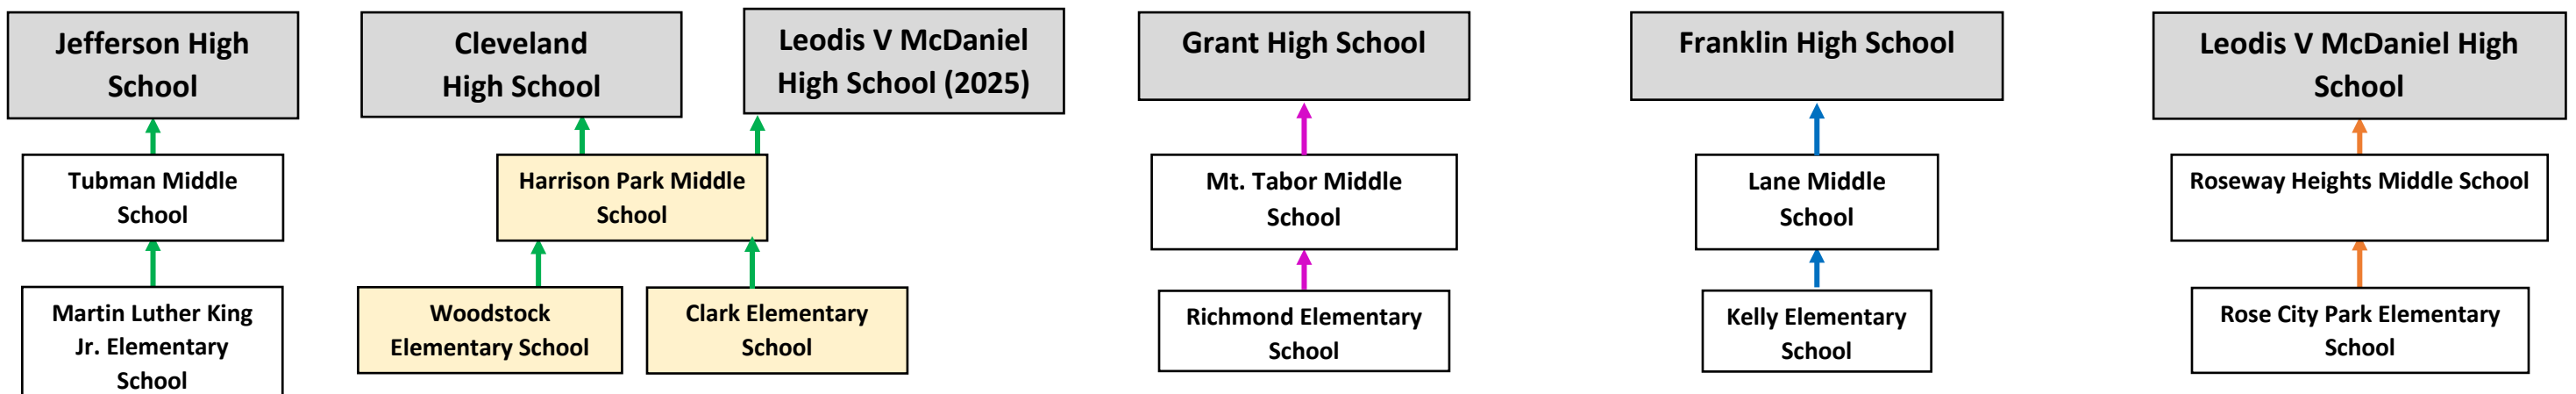 Jefferson High
School
Tubman Middle
School
Martin Luther King
Jr. Elementary
School
Cleveland
High School
Leodis V McDaniel
High School (2025)
Harrison Park Middle
School
Woodstock
Elementary School
Clark Elementary
School
Grant High School
Mt. Tabor Middle
School
Richmond Elementary
School
Franklin High School
Lane Middle
School
Kelly Elementary
School
Leodis V McDaniel High
School
Roseway Heights Middle School
Rose City Park Elementary
School